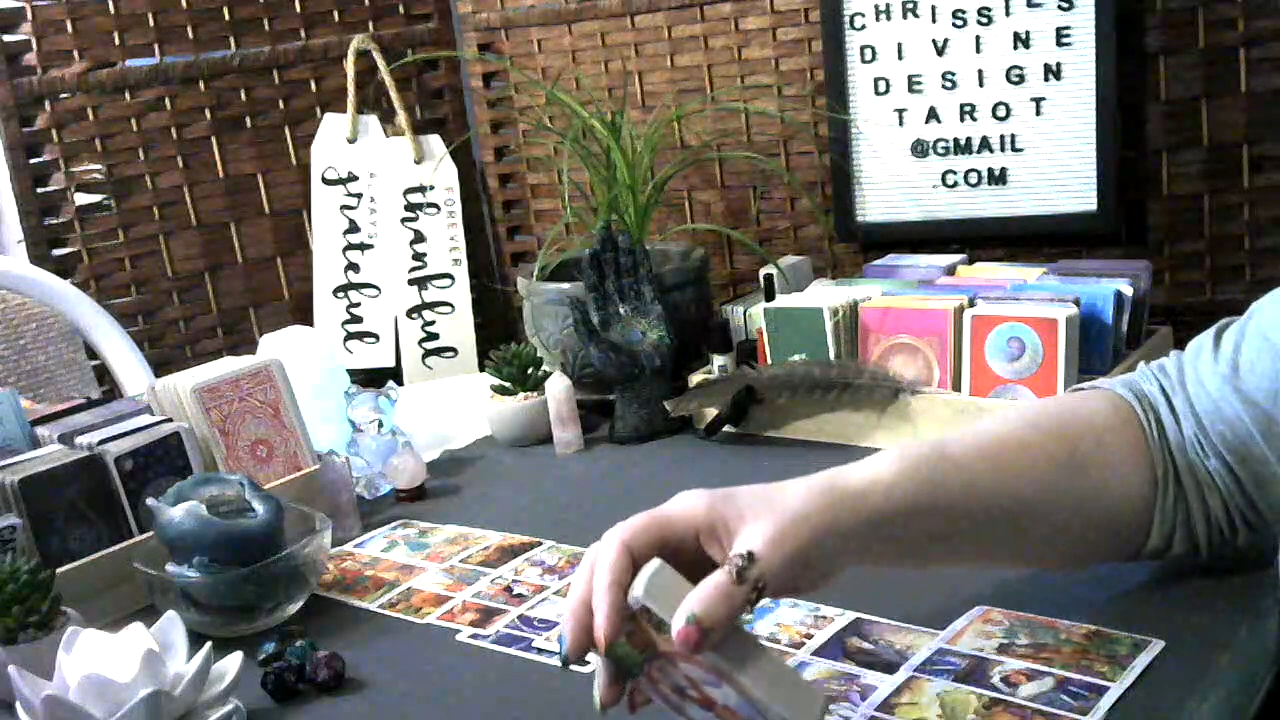 CHRISSIES
DIVINE
DESIGN
TAROT
@GMAIL
.COM
ALWAYS
grateful
FOREVER
thankful